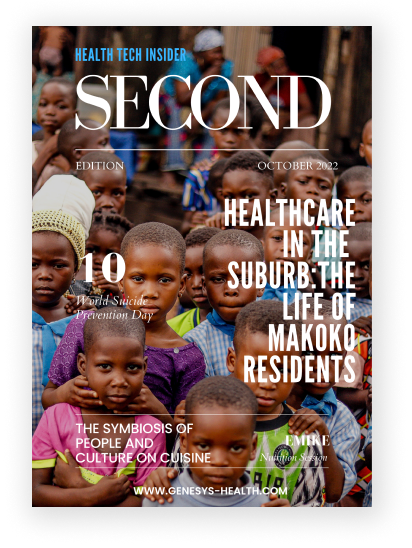 HEALTH TECH INSIDER
SECOND
EDITION
OCTOBER 2022
HEALTHCARE
IN THE
SUBURB:THE
LIFE OF
MAKOKO
RESIDENTS
10
World Suicide
Prevention Day
THE SYMBIOSIS OF
PEOPLE AND
CULTURE ON CUISINE
EMIKE
Nutrition Session
WWW.GENESYS-HEALTH.COM